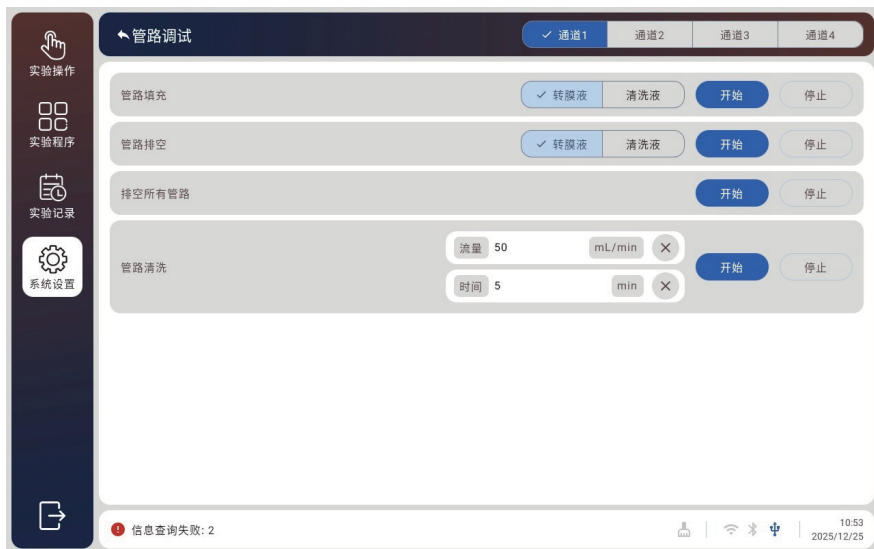 实验操作
实验程序
实验记录
系统设置
管路调试
通道1 通道2 通道3 通道4
管路填充 转膜液 清洗液 开始 停止
管路排空 转膜液 清洗液 开始 停止
排空所有管路 开始 停止
管路清洗
流量 50 mL/min
时间 5 min
开始 停止
信息查询失败: 2
10:53
2025/12/25